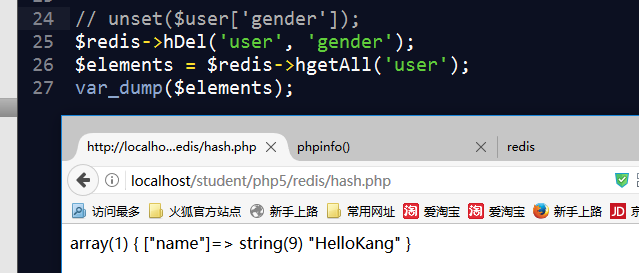 24 // unset($user['gender']);
25 $redis->hDel('user', 'gender');
26 $elements = $redis->hgetAll('user');
27 var_dump($elements);
http://localho...edis/hash.php phpinfo() redis
localhost/student/php5/redis/hash.php
访问最多 火狐官方站点 新手上路 常用网址 淘 爱淘宝 淘 爱淘宝 新手上路 JD
array(1) { ["name"]=> string(9) "HelloKang" }